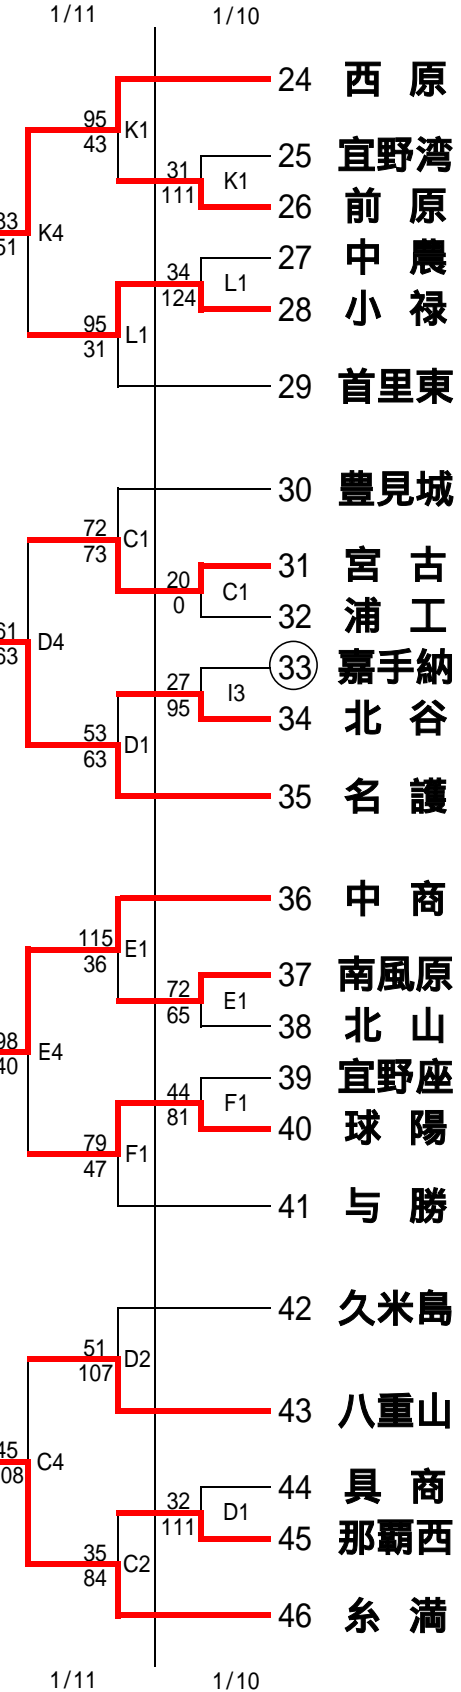 1/11 1/10
24 西原
95
43 K1
25 宜野湾
31
111 K1
26 前原
33
51 K4
27 中農
34
124 L1
28 小禄
95
31 L1
29 首里東
30 豊見城
72
73 C1
31 宮古
20
0 C1
32 浦工
61
63 D4
33 嘉手納
27
95 I3
34 北谷
53
63 D1
35 名護
36 中商
115
36 E1
37 南風原
72
65 E1
38 北山
98
40 E4
39 宜野座
44
81 F1
40 球陽
79
47 F1
41 与勝
42 久米島
51
107 D2
43 八重山
45
08 C4
44 具商
32
111 D1
45 那覇西
35
84 C2
46 糸満
1/11 1/10